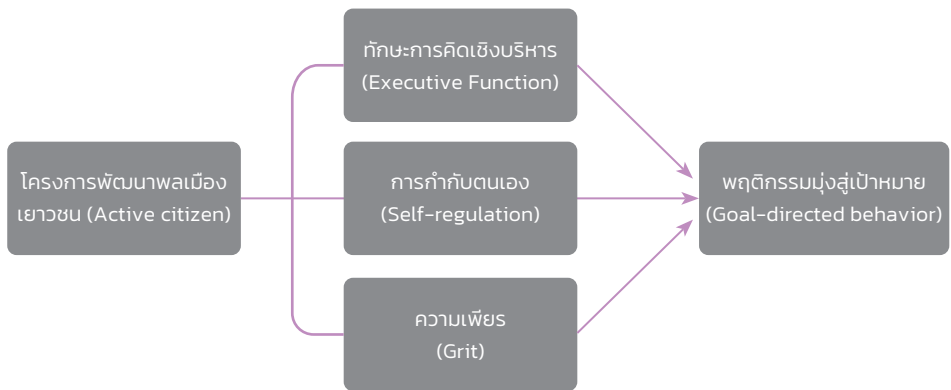 ทักษะการคิดเชิงบริหาร
(Executive Function)
โครงการพัฒนาพลเมือง
เยาวชน (Active citizen)
การกำกับตนเอง
(Self-regulation)
พฤติกรรมมุ่งสู่เป้าหมาย
(Goal-directed behavior)
ความเพียร
(Grit)